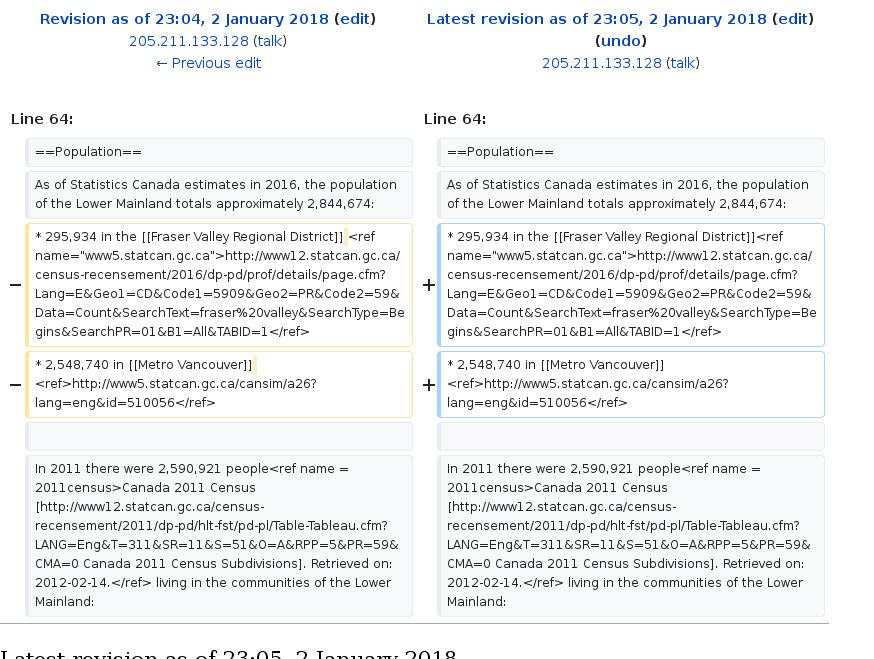 Revision as of 23:04, 2 January 2018 (edit)
205.211.133.128 (talk)
← Previous edit
Latest revision as of 23:05, 2 January 2018 (edit)
(undo)
205.211.133.128 (talk)
Line 64:
==Population==
As of Statistics Canada estimates in 2016, the population
of the Lower Mainland totals approximately 2,844,674:
−
* 295,934 in the [[Fraser Valley Regional District]] <ref
name="www5.statcan.gc.ca">http://www12.statcan.gc.ca/
census-recensement/2016/dp-pd/prof/details/page.cfm?
Lang=E&Geo1=CD&Code1=5909&Geo2=PR&Code2=59&
Data=Count&SearchText=fraser%20valley&SearchType=Be
gins&SearchPR=01&B1=All&TABID=1</ref>
−
* 2,548,740 in [[Metro Vancouver]]
<ref>http://www5.statcan.gc.ca/cansim/a26?
lang=eng&id=510056</ref>
In 2011 there were 2,590,921 people<ref name =
2011census>Canada 2011 Census
[http://www12.statcan.gc.ca/census-
recensement/2011/dp-pd/hlt-fst/pd-pl/Table-Tableau.cfm?
LANG=Eng&T=311&SR=11&S=51&O=A&RPP=5&PR=59&
CMA=0 Canada 2011 Census Subdivisions]. Retrieved on:
2012-02-14.</ref> living in the communities of the Lower
Mainland:
Line 64:
==Population==
As of Statistics Canada estimates in 2016, the population
of the Lower Mainland totals approximately 2,844,674:
+
* 295,934 in the [[Fraser Valley Regional District]]<ref
name="www5.statcan.gc.ca">http://www12.statcan.gc.ca/
census-recensement/2016/dp-pd/prof/details/page.cfm?
Lang=E&Geo1=CD&Code1=5909&Geo2=PR&Code2=59&
Data=Count&SearchText=fraser%20valley&SearchType=Be
gins&SearchPR=01&B1=All&TABID=1</ref>
+
* 2,548,740 in [[Metro Vancouver]]
<ref>http://www5.statcan.gc.ca/cansim/a26?
lang=eng&id=510056</ref>
In 2011 there were 2,590,921 people<ref name =
2011census>Canada 2011 Census
[http://www12.statcan.gc.ca/census-
recensement/2011/dp-pd/hlt-fst/pd-pl/Table-Tableau.cfm?
LANG=Eng&T=311&SR=11&S=51&O=A&RPP=5&PR=59&
CMA=0 Canada 2011 Census Subdivisions]. Retrieved on:
2012-02-14.</ref> living in the communities of the Lower
Mainland:
Latest revision as of 23:05, 2 January 2018